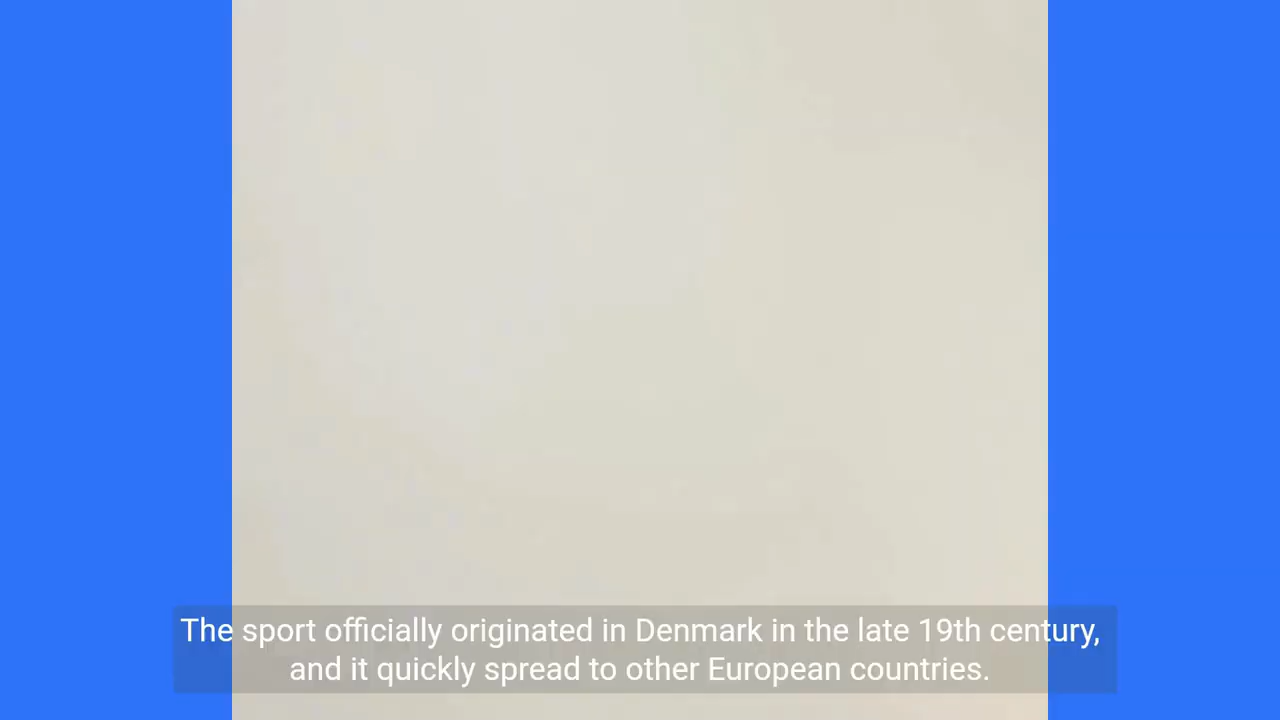 The sport officially originated in Denmark in the late 19th century,
and it quickly spread to other European countries.